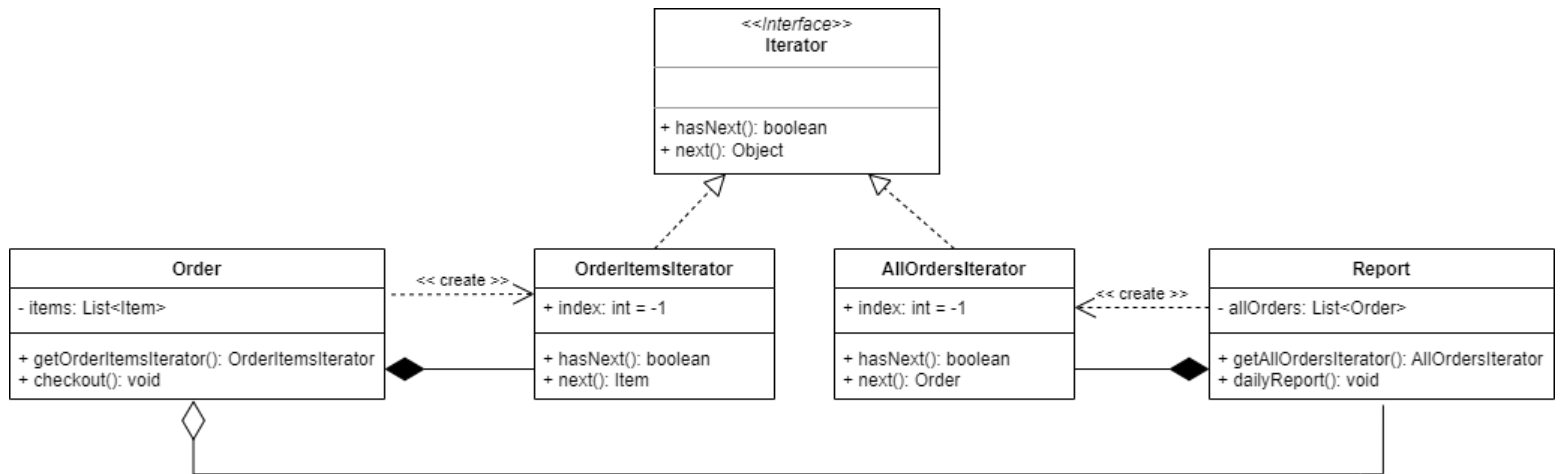 <<Interface>>
Iterator
+ hasNext(): boolean
+ next(): Object
Order
- items: List<Item>
+ getOrderItemsIterator(): OrderItemsIterator
+ checkout(): void
<< create >>
OrderItemsIterator
+ index: int = -1
+ hasNext(): boolean
+ next(): Item
AllOrdersIterator
+ index: int = -1
+ hasNext(): boolean
+ next(): Order
<< create >>
Report
- allOrders: List<Order>
+ getAllOrdersIterator(): AllOrdersIterator
+ dailyReport(): void